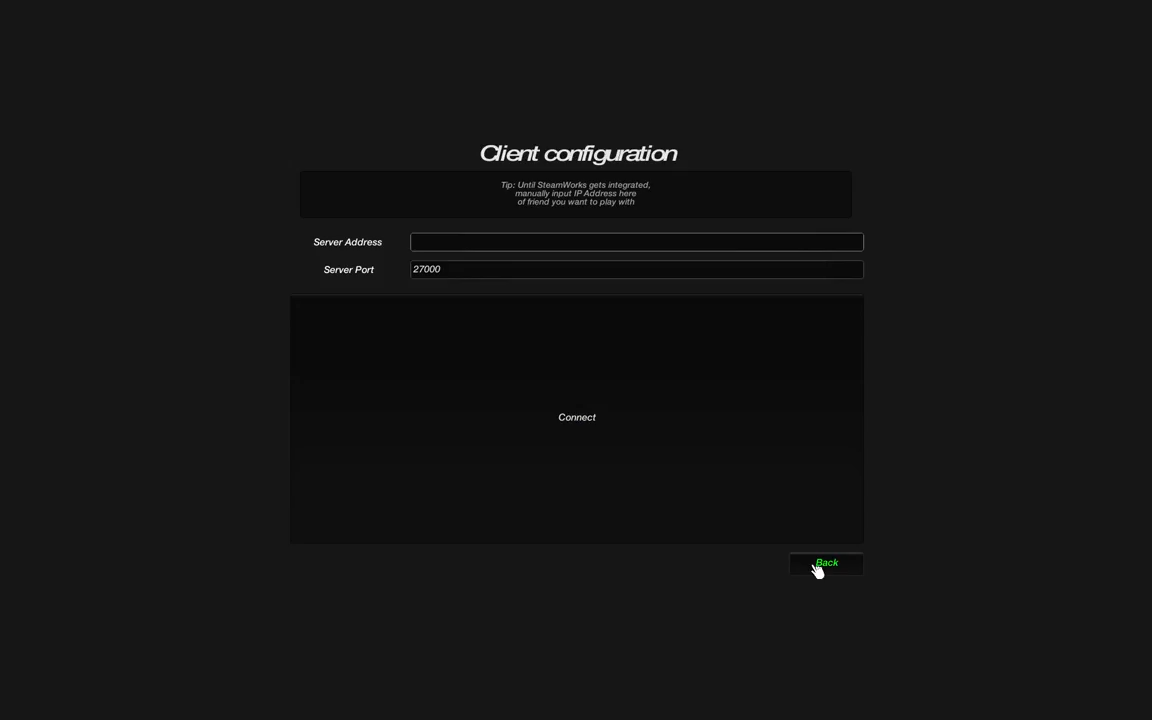 Client configuration
Tip: Until SteamWorks gets integrated,
manually input IP Address here
of friend you want to play with
Server Address
Server Port 27000
Connect
Back